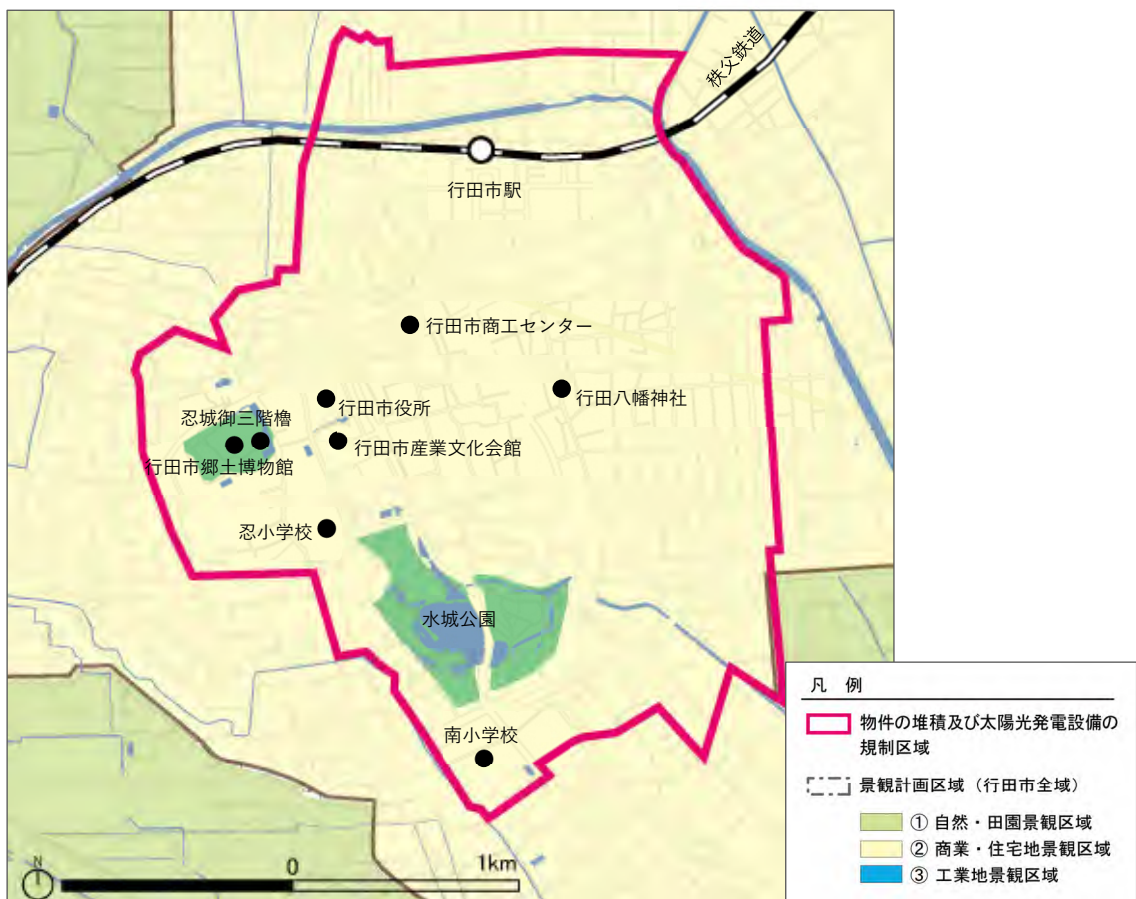 秩父鉄道
行田市駅
行田市商工センター
行田八幡神社
行田市役所
忍城御三階櫓
行田市産業文化会館
行田市郷土博物館
忍小学校
水城公園
南小学校
N
0
1km
凡 例
物件の堆積及び太陽光発電設備の
規制区域
景観計画区域（行田市全域）
① 自然・田園景観区域
② 商業・住宅地景観区域
③ 工業地景観区域